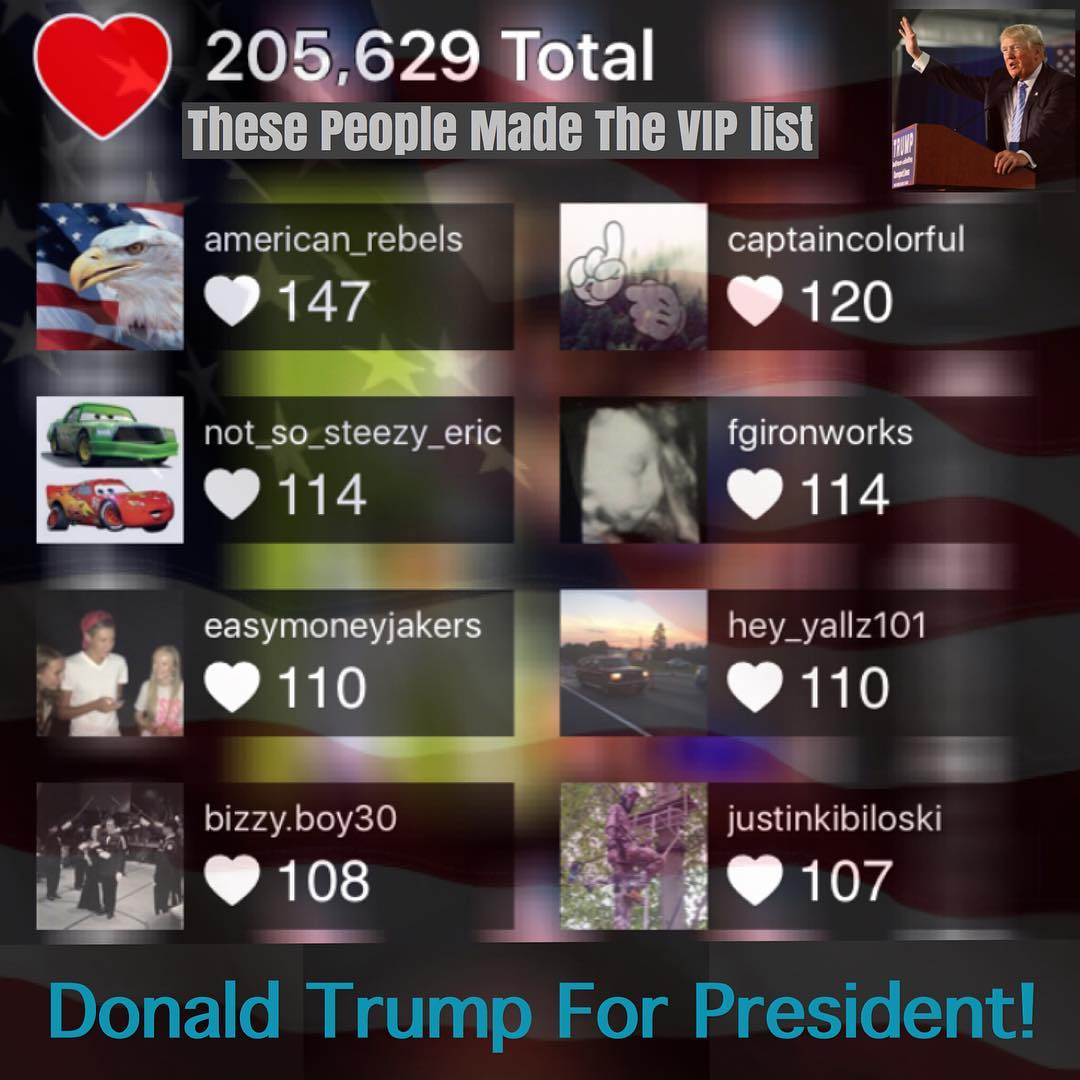 205,629 Total
These People Made The VIP list
TRUMP
american_rebels
147
captaincolorful
120
not_so_steezy_eric
114
fgironworks
114
easymoneyjakers
110
hey_yallz101
110
bizzy.boy30
108
justinkibiloski
107
Donald Trump For President!